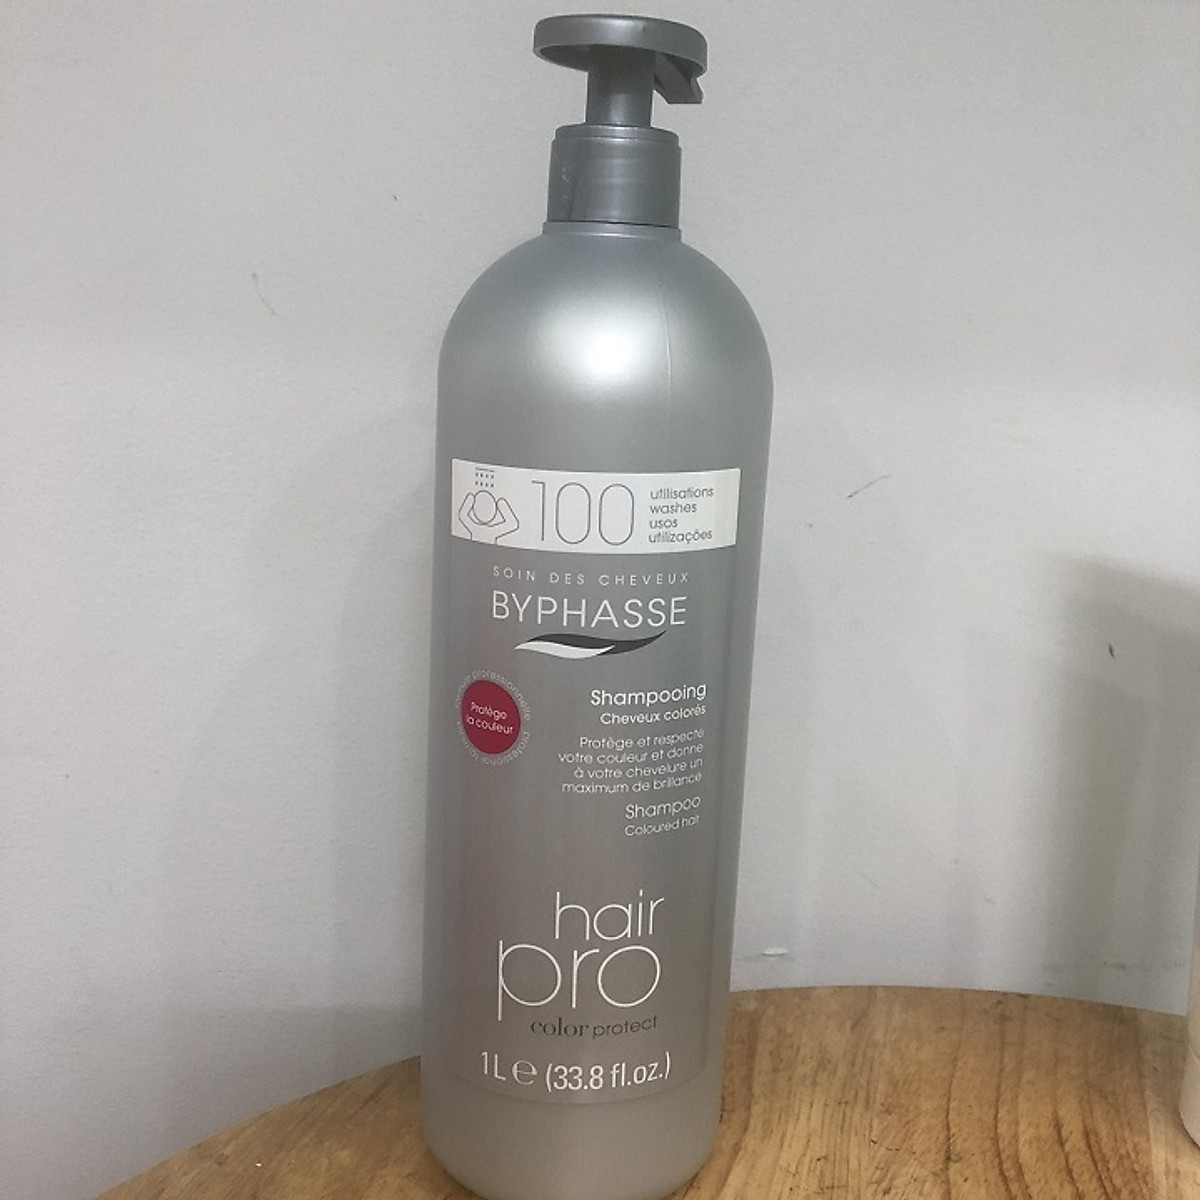 100
utilisations
washes
usos
utilizações
SOIN DES CHEVEUX
BYPHASSE
professionnelle
professional
Protège
la couleur
Shampooing
Cheveux colorés
Protège et respecte
votre couleur et donne
à votre chevelure un
maximum de brillance
Shampoo
Coloured hair
hair
pro
color protect
1L ℮ (33.8 fl.oz.)